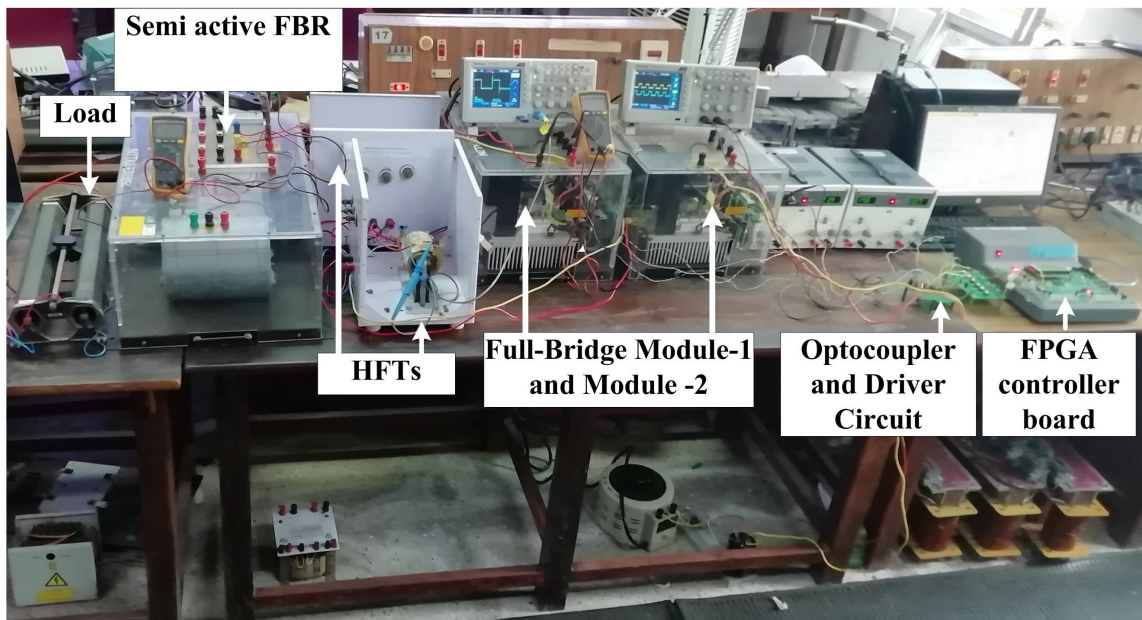 Semi active FBR
Load
17
HFTs
Full-Bridge Module-1
and Module -2
Optocoupler
and Driver
Circuit
FPGA
controller
board